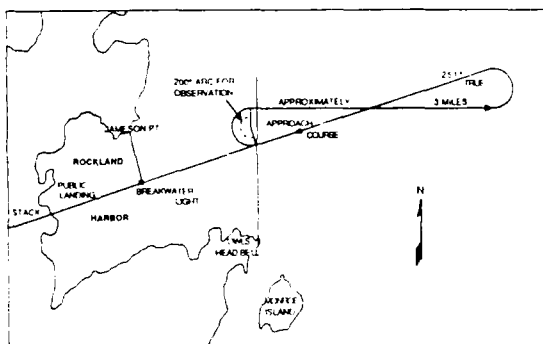 200° ARC FOR
OBSERVATION
251°
TRUE
APPROXIMATELY
3 MILES
APPROACH
COURSE
JAMESON PT.
ROCKLAND
PUBLIC
LANDING
BREAKWATER
LIGHT
STACK
HARBOR
N
HEAD BELL
MONROE
ISLAND